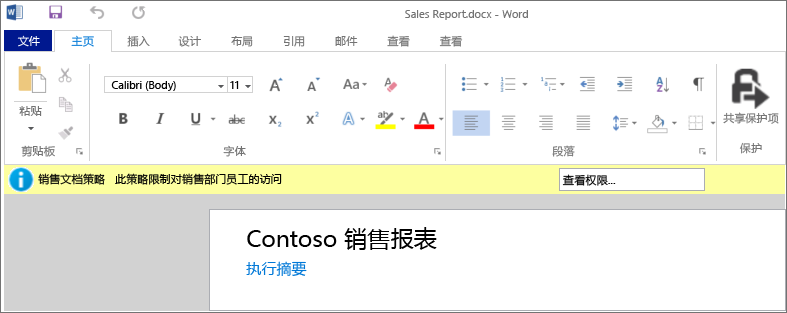 Sales Report.docx - Word
文件 主页 插入 设计 布局 引用 邮件 查看 查看
Calibri (Body) 11 A A Aa A
粘贴 共享保护项
B I U abc X₂ X² A ab A
剪贴板 字体 段落 保护
销售文档策略 此策略限制对销售部门员工的访问 查看权限...
Contoso 销售报表
执行摘要